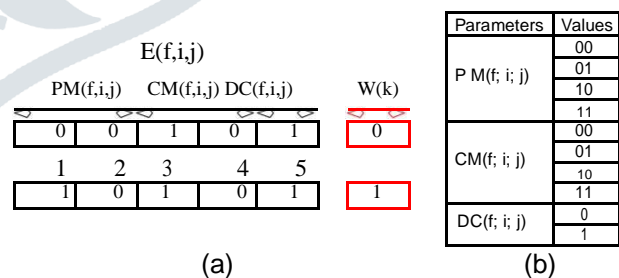 E(f,i,j)
PM(f,i,j) CM(f,i,j) DC(f,i,j) W(k)
0 0 1 0 1 0
1 2 3 4 5
1 0 1 0 1 1
(a)
Parameters Values
P M(f; i; j)
00
01
10
11
CM(f; i; j)
00
01
10
11
DC(f; i; j)
0
1
(b)